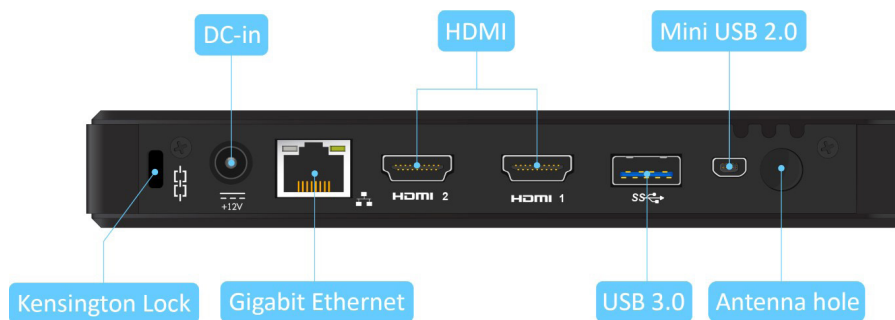 DC-in
HDMI
Mini USB 2.0
+12V
HDMI 2
HDMI 1
SS
Kensington Lock
Gigabit Ethernet
USB 3.0
Antenna hole